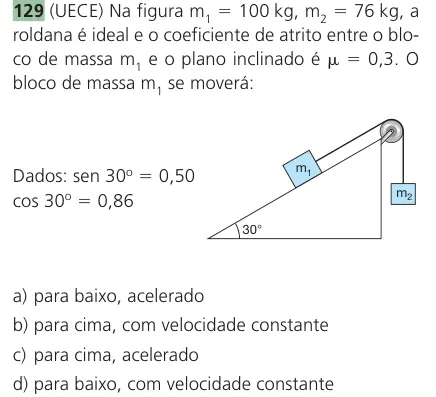 129 (UECE) Na figura m₁ = 100 kg, m₂ = 76 kg, a
roldana é ideal e o coeficiente de atrito entre o blo-
co de massa m₁ e o plano inclinado é μ = 0,3. O
bloco de massa m₁ se moverá:
Dados: sen 30º = 0,50
cos 30º = 0,86
m₁
m₂
30°
a) para baixo, acelerado
b) para cima, com velocidade constante
c) para cima, acelerado
d) para baixo, com velocidade constante